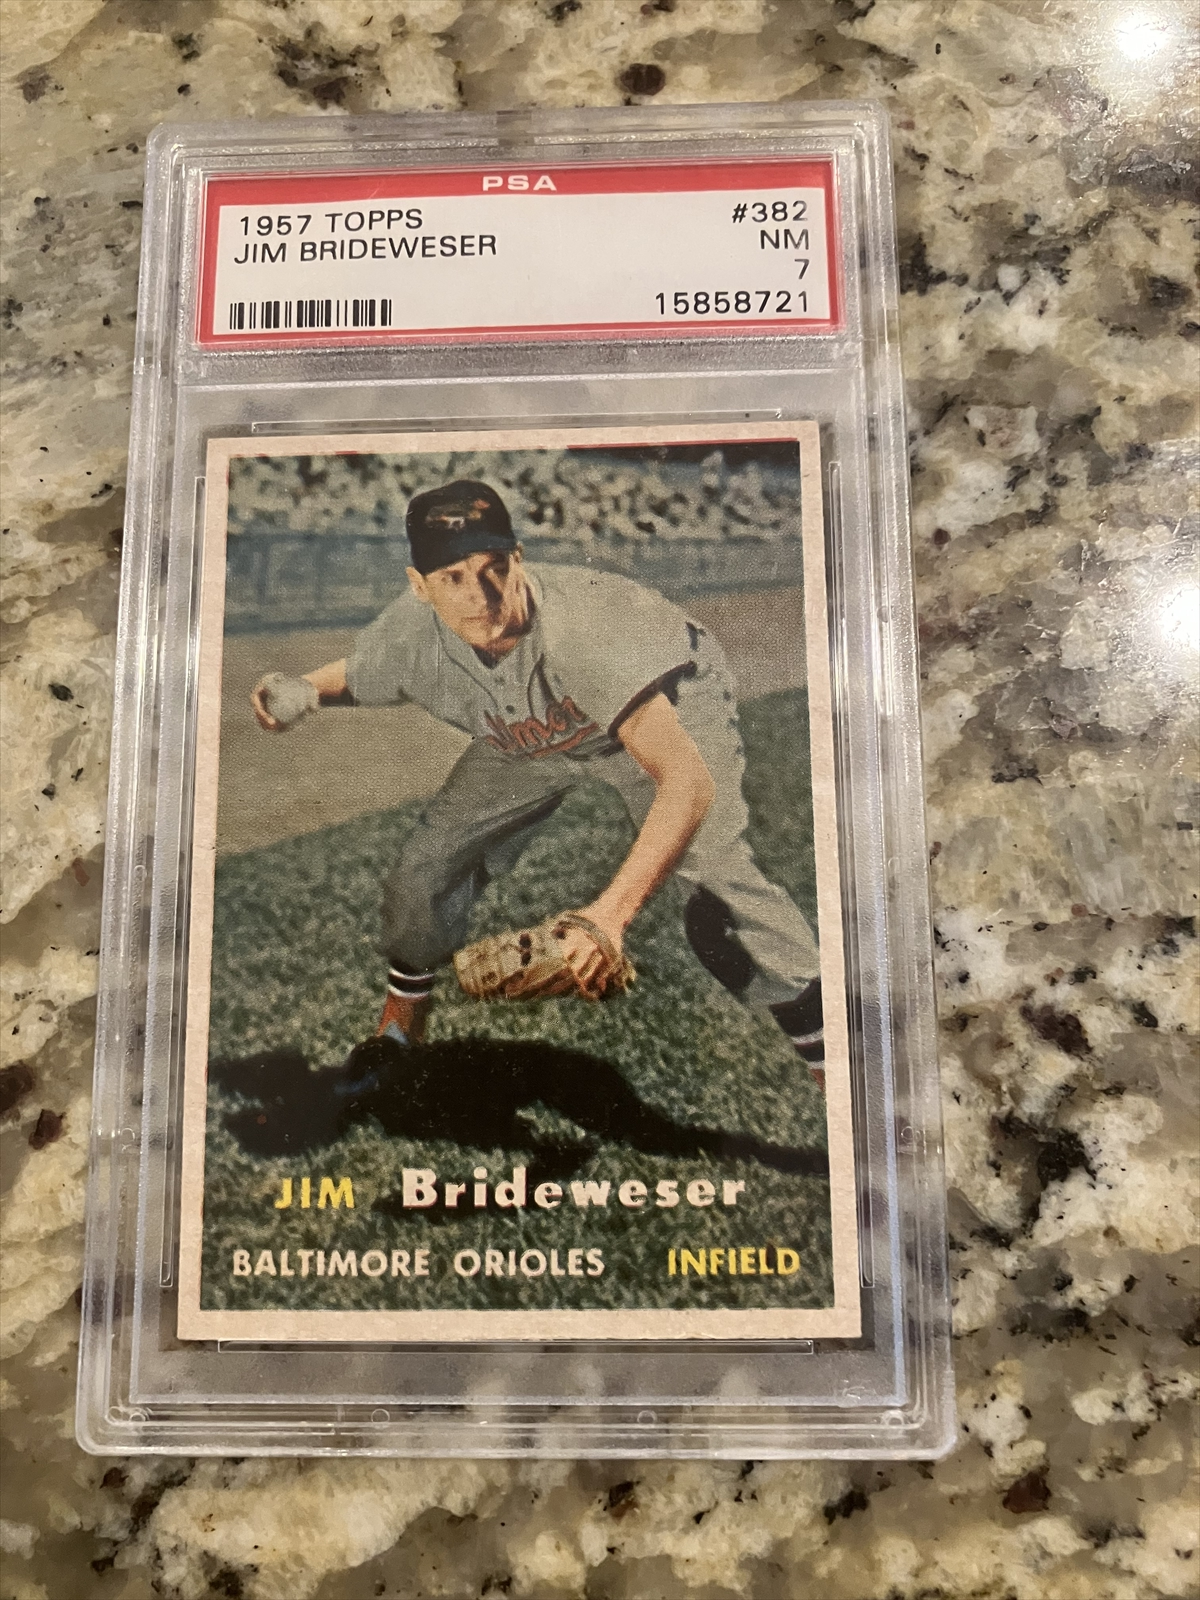 PSA
1957 TOPPS #382
JIM BRIDEWESER NM
7
15858721
JIM Brideweser
BALTIMORE ORIOLES INFIELD